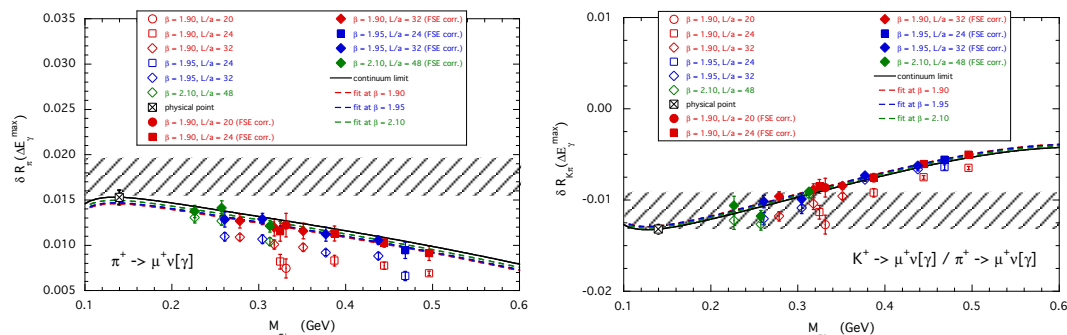 0.035
0.030
0.025
0.020
0.015
0.010
0.005
0.1 0.2 0.3 0.4 0.5 0.6
δ R_π (ΔE_γ^max)
β = 1.90, L/a = 20
β = 1.90, L/a = 24
β = 1.90, L/a = 32
β = 1.95, L/a = 24
β = 1.95, L/a = 32
β = 2.10, L/a = 48
physical point
β = 1.90, L/a = 20 (FSE corr.)
β = 1.90, L/a = 24 (FSE corr.)
β = 1.90, L/a = 32 (FSE corr.)
β = 1.95, L/a = 24 (FSE corr.)
β = 1.95, L/a = 32 (FSE corr.)
β = 2.10, L/a = 48 (FSE corr.)
continuum limit
fit at β = 1.90
fit at β = 1.95
fit at β = 2.10
π⁺ -> μ⁺ν[γ]
M (GeV)
-0.00
-0.00
-0.01
-0.01
-0.02
0.1 0.2 0.3 0.4 0.5 0.6
δ R_Kπ (ΔE_γ^max)
β = 1.90, L/a = 20
β = 1.90, L/a = 24
β = 1.90, L/a = 32
β = 1.95, L/a = 24
β = 1.95, L/a = 32
β = 2.10, L/a = 48
physical point
β = 1.90, L/a = 20 (FSE corr.)
β = 1.90, L/a = 24 (FSE corr.)
β = 1.90, L/a = 32 (FSE corr.)
β = 1.95, L/a = 24 (FSE corr.)
β = 1.95, L/a = 32 (FSE corr.)
β = 2.10, L/a = 48 (FSE corr.)
continuum limit
fit at β = 1.90
fit at β = 1.95
fit at β = 2.10
K⁺ -> μ⁺ν[γ] / π⁺ -> μ⁺ν[γ]
M (GeV)